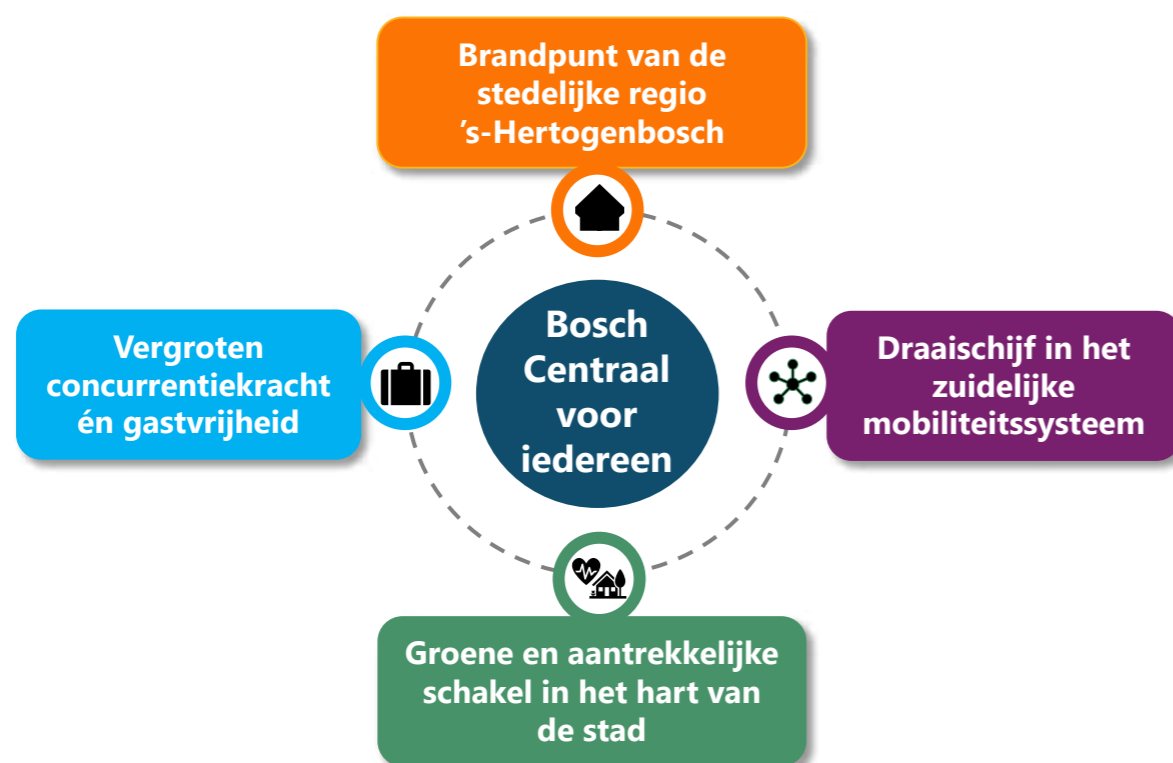 Brandpunt van de
stedelijke regio
’s-Hertogenbosch
Vergroten
concurrentiekracht
én gastvrijheid
Bosch
Centraal
voor
iedereen
Draaischijf in het
zuidelijke
mobiliteitssysteem
Groene en aantrekkelijke
schakel in het hart van
de stad